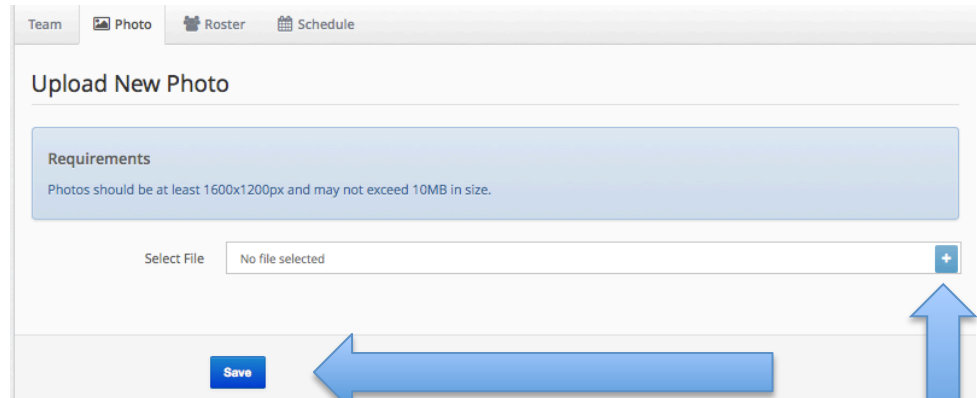 Team Photo Roster Schedule
Upload New Photo
Requirements
Photos should be at least 1600x1200px and may not exceed 10MB in size.
Select File No file selected +
Save